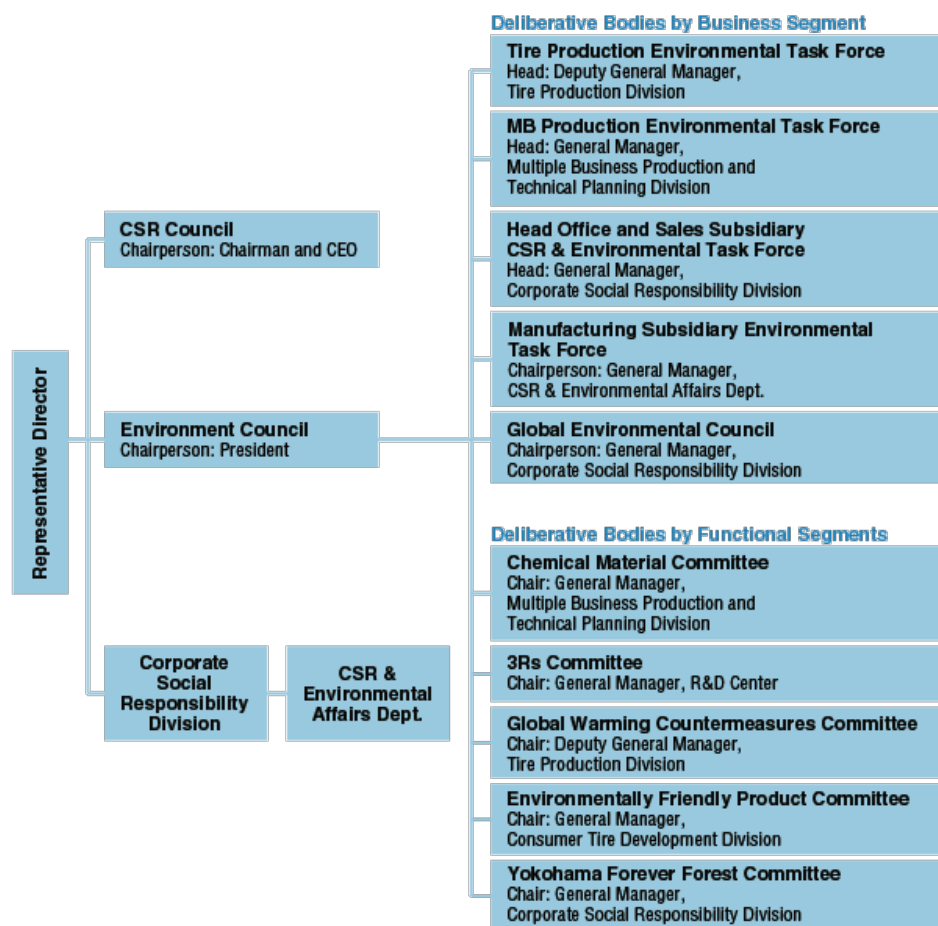 Representative Director
CSR Council
Chairperson: Chairman and CEO
Environment Council
Chairperson: President
Corporate
Social
Responsibility
Division
CSR &
Environmental
Affairs Dept.
Deliberative Bodies by Business Segment
Tire Production Environmental Task Force
Head: Deputy General Manager,
Tire Production Division
MB Production Environmental Task Force
Head: General Manager,
Multiple Business Production and
Technical Planning Division
Head Office and Sales Subsidiary
CSR & Environmental Task Force
Head: General Manager,
Corporate Social Responsibility Division
Manufacturing Subsidiary Environmental
Task Force
Chairperson: General Manager,
CSR & Environmental Affairs Dept.
Global Environmental Council
Chairperson: General Manager,
Corporate Social Responsibility Division
Deliberative Bodies by Functional Segments
Chemical Material Committee
Chair: General Manager,
Multiple Business Production and
Technical Planning Division
3Rs Committee
Chair: General Manager, R&D Center
Global Warming Countermeasures Committee
Chair: Deputy General Manager,
Tire Production Division
Environmentally Friendly Product Committee
Chair: General Manager,
Consumer Tire Development Division
Yokohama Forever Forest Committee
Chair: General Manager,
Corporate Social Responsibility Division